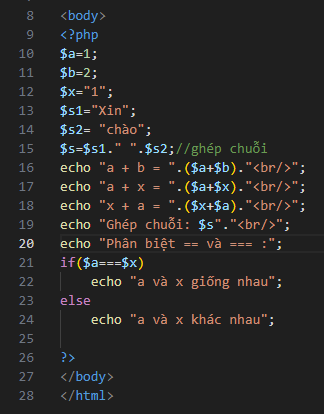 8 <body>
9 <?php
10 $a=1;
11 $b=2;
12 $x="1";
13 $s1="Xin";
14 $s2= "chào";
15 $s=$s1." ".$s2;//ghép chuỗi
16 echo "a + b = ".($a+$b)."<br/>";
17 echo "a + x = ".($a+$x)."<br/>";
18 echo "x + a = ".($x+$a)."<br/>";
19 echo "Ghép chuỗi: $s"."<br/>";
20 echo "Phân biệt == và === :";
21 if($a===$x)
22     echo "a và x giống nhau";
23 else
24     echo "a và x khác nhau";
25
26 ?>
27 </body>
28 </html>